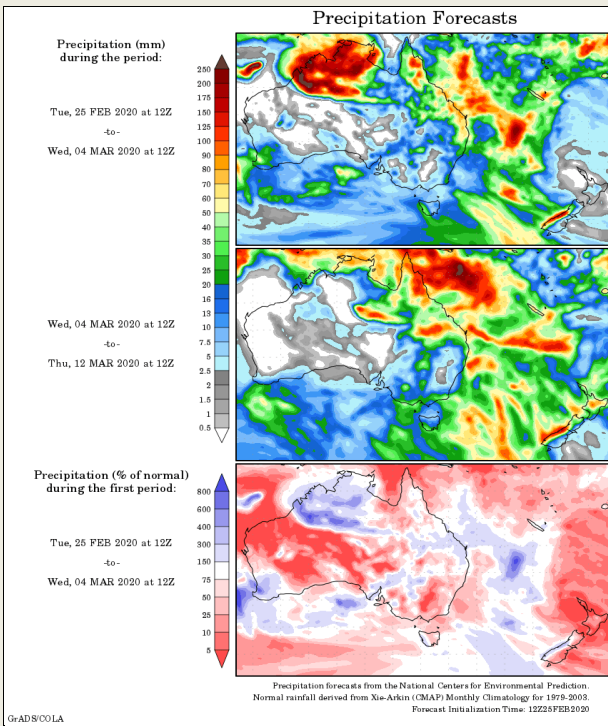 Precipitation Forecasts
Precipitation (mm)
during the period:
Tue, 25 FEB 2020 at 12Z
-to-
Wed, 04 MAR 2020 at 12Z
250
200
175
150
125
100
90
80
70
60
50
40
35
30
25
20
16
13
10
7.5
5
2.5
2
1.5
1
0.5
Wed, 04 MAR 2020 at 12Z
-to-
Thu, 12 MAR 2020 at 12Z
Precipitation (% of normal)
during the first period:
Tue, 25 FEB 2020 at 12Z
-to-
Wed, 04 MAR 2020 at 12Z
800
600
400
300
150
75
50
25
10
5
Precipitation forecasts from the National Centers for Environmental Prediction.
Normal rainfall derived from Xie-Arkin (CMAP) Monthly Climatology for 1979-2003.
Forecast Initialization Time: 12Z25FEB2020
GrADS/COLA